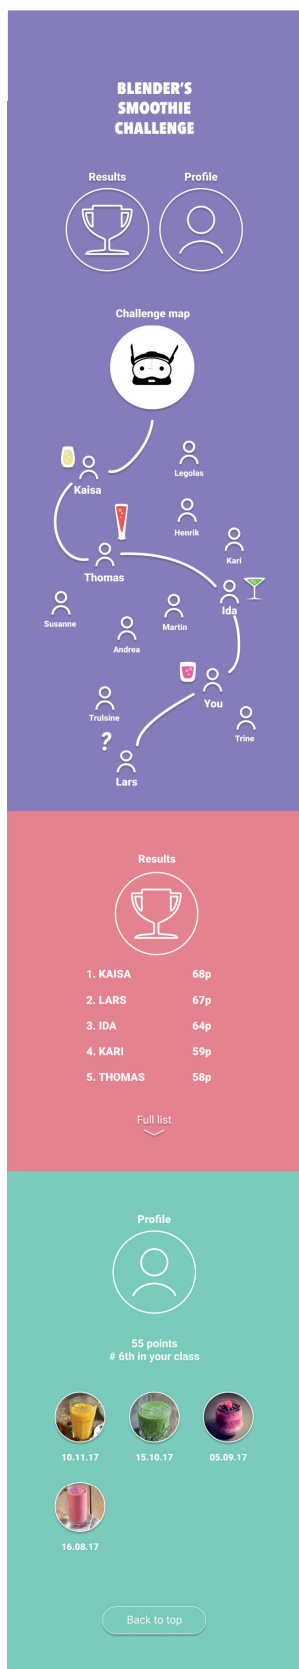 BLENDER'S
SMOOTHIE
CHALLENGE
Results
Profile
Challenge map
Legolas
Kaisa
Henrik
Kari
Thomas
Ida
Susanne
Martin
Andrea
You
Trulsine
Trine
?
Lars
Results
1. KAISA 68p
2. LARS 67p
3. IDA 64p
4. KARI 59p
5. THOMAS 58p
Full list
Profile
55 points
# 6th in your class
10.11.17
15.10.17
05.09.17
16.08.17
Back to top